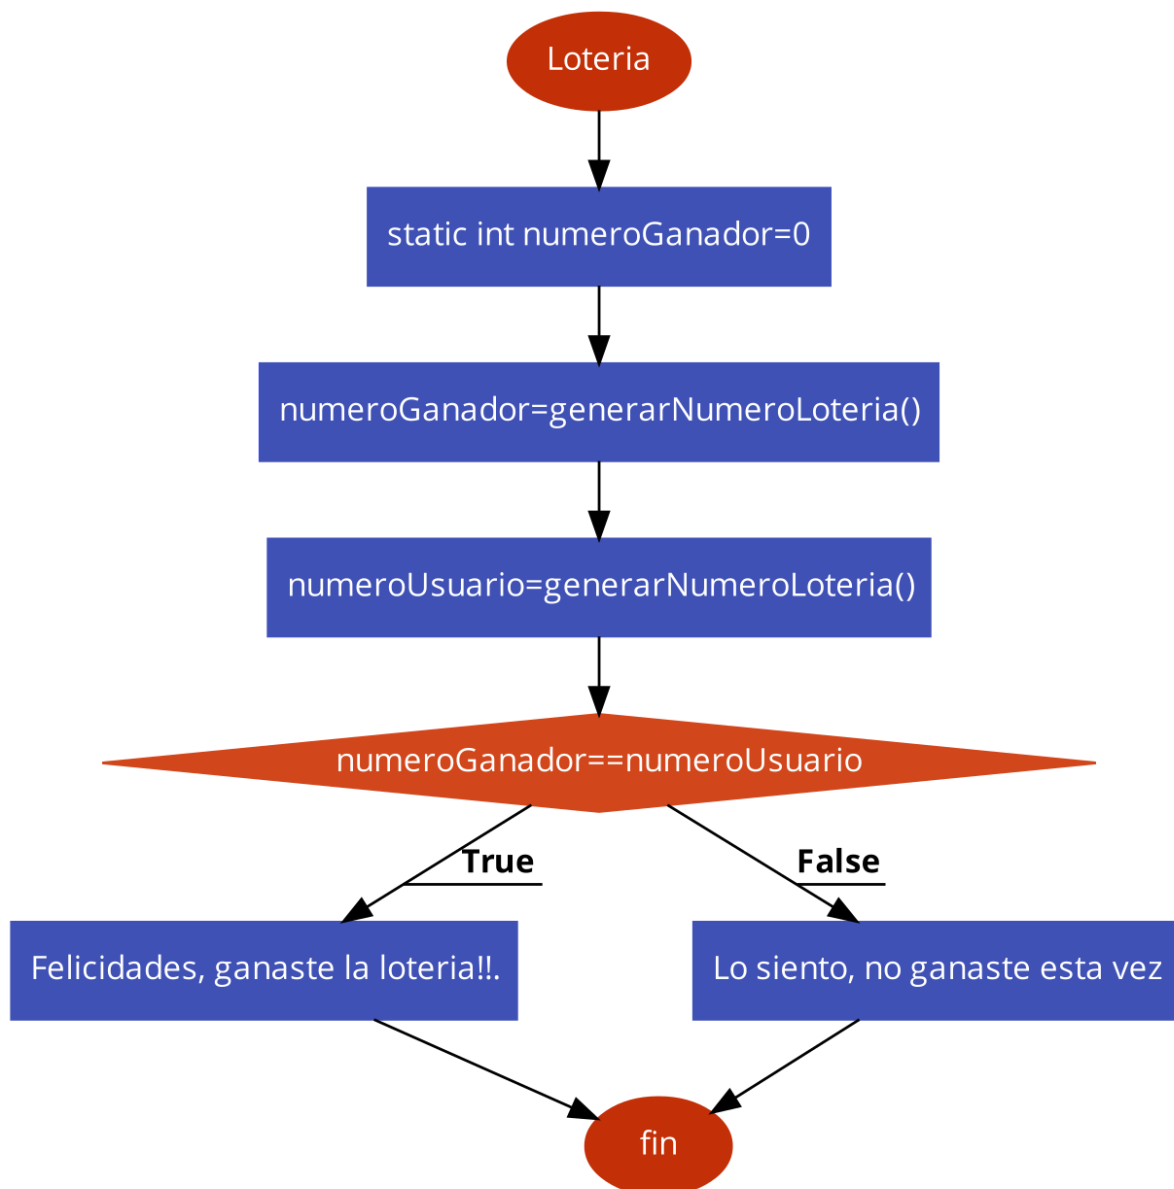 Loteria
static int numeroGanador=0
numeroGanador=generarNumeroLoteria()
numeroUsuario=generarNumeroLoteria()
numeroGanador==numeroUsuario
True
False
Felicidades, ganaste la loteria!!.
Lo siento, no ganaste esta vez
fin